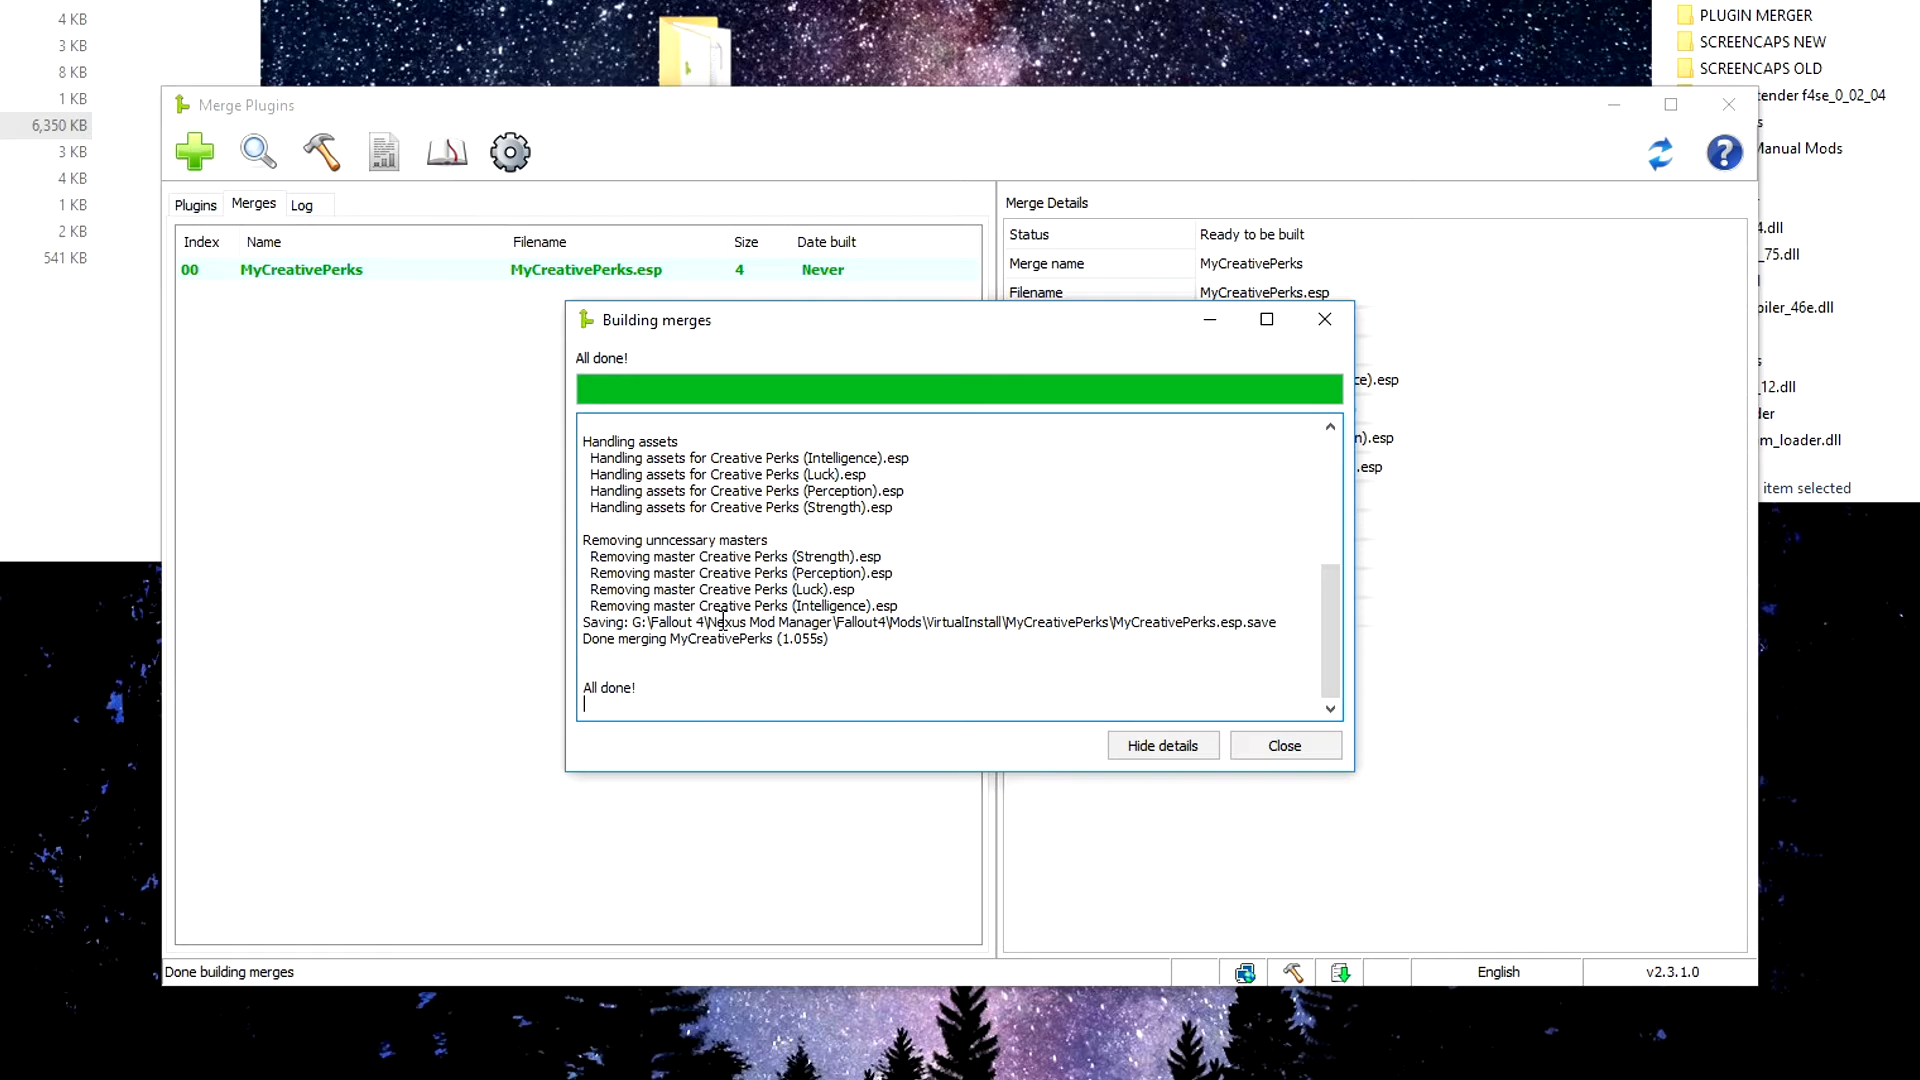 4 KB
3 KB
8 KB
1 KB
6,350 KB
3 KB
4 KB
1 KB
2 KB
541 KB
PLUGIN MERGER
SCREENCAPS NEW
SCREENCAPS OLD
tender f4se_0_02_04
s
Manual Mods
4.dll
_75.dll
piler_46e.dll
s
_12.dll
der
m_loader.dll
item selected
Merge Plugins
Plugins
Merges
Log
Index
Name
Filename
Size
Date built
00
MyCreativePerks
MyCreativePerks.esp
4
Never
Merge Details
Status
Ready to be built
Merge name
MyCreativePerks
Filename
MyCreativePerks.esp
ce).esp
n).esp
.esp
Building merges
All done!
Handling assets
Handling assets for Creative Perks (Intelligence).esp
Handling assets for Creative Perks (Luck).esp
Handling assets for Creative Perks (Perception).esp
Handling assets for Creative Perks (Strength).esp
Removing unncessary masters
Removing master Creative Perks (Strength).esp
Removing master Creative Perks (Perception).esp
Removing master Creative Perks (Luck).esp
Removing master Creative Perks (Intelligence).esp
Saving: G:\Fallout 4\Nexus Mod Manager\Fallout4\Mods\VirtualInstall\MyCreativePerks\MyCreativePerks.esp.save
Done merging MyCreativePerks (1.055s)
All done!
Hide details
Close
Done building merges
English
v2.3.1.0